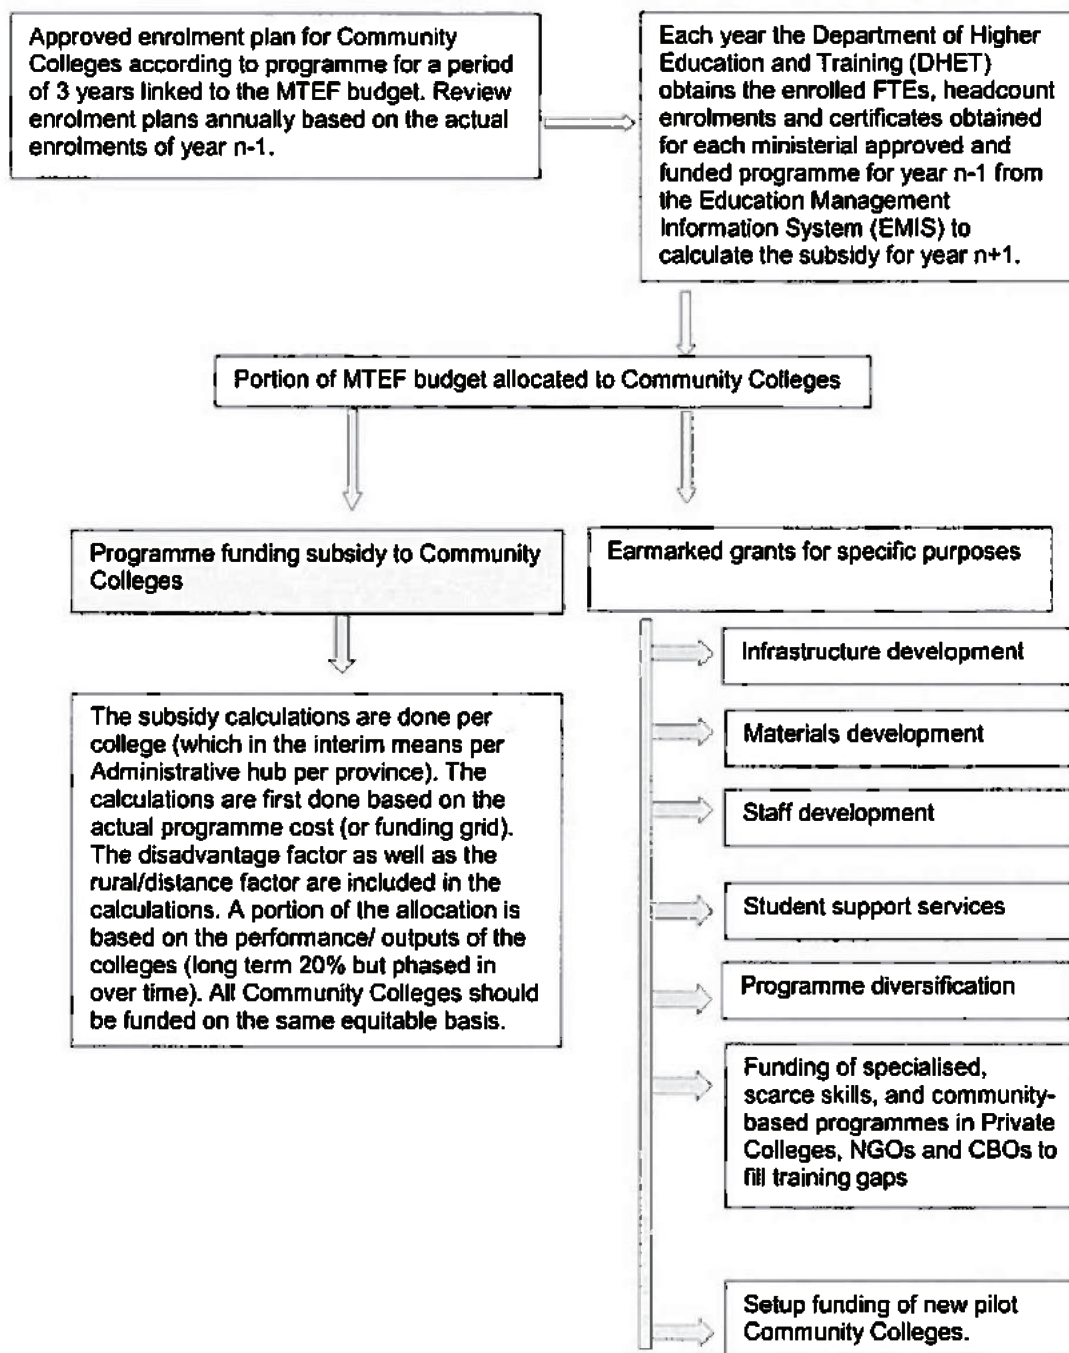 Approved enrolment plan for Community
Colleges according to programme for a period
of 3 years linked to the MTEF budget. Review
enrolment plans annually based on the actual
enrolments of year n-1.
Each year the Department of Higher
Education and Training (DHET)
obtains the enrolled FTEs, headcount
enrolments and certificates obtained
for each ministerial approved and
funded programme for year n-1 from
the Education Management
Information System (EMIS) to
calculate the subsidy for year n+1.
Portion of MTEF budget allocated to Community Colleges
Programme funding subsidy to Community
Colleges
Earmarked grants for specific purposes
The subsidy calculations are done per
college (which in the interim means per
Administrative hub per province). The
calculations are first done based on the
actual programme cost (or funding grid).
The disadvantage factor as well as the
rural/distance factor are included in the
calculations. A portion of the allocation is
based on the performance/ outputs of the
colleges (long term 20% but phased in
over time). All Community Colleges should
be funded on the same equitable basis.
Infrastructure development
Materials development
Staff development
Student support services
Programme diversification
Funding of specialised,
scarce skills, and community-
based programmes in Private
Colleges, NGOs and CBOs to
fill training gaps
Setup funding of new pilot
Community Colleges.